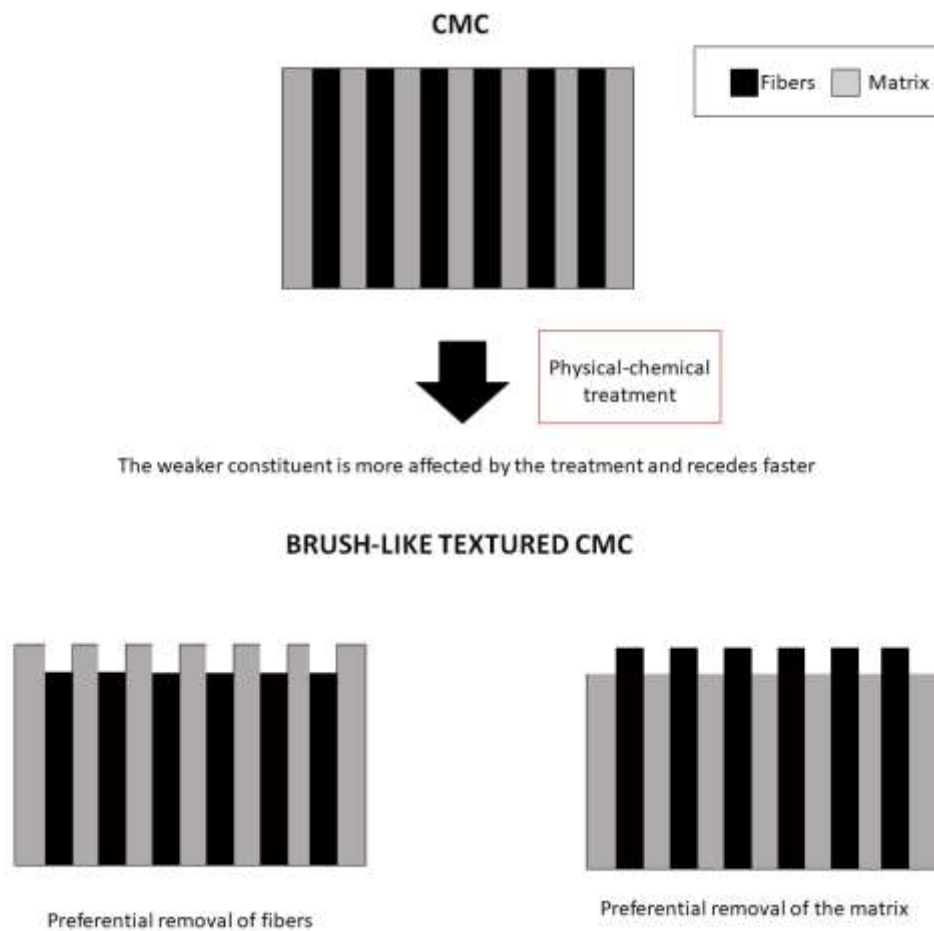 CMC
Fibers Matrix
Physical-chemical
treatment
The weaker constituent is more affected by the treatment and recedes faster
BRUSH-LIKE TEXTURED CMC
Preferential removal of fibers
Preferential removal of the matrix